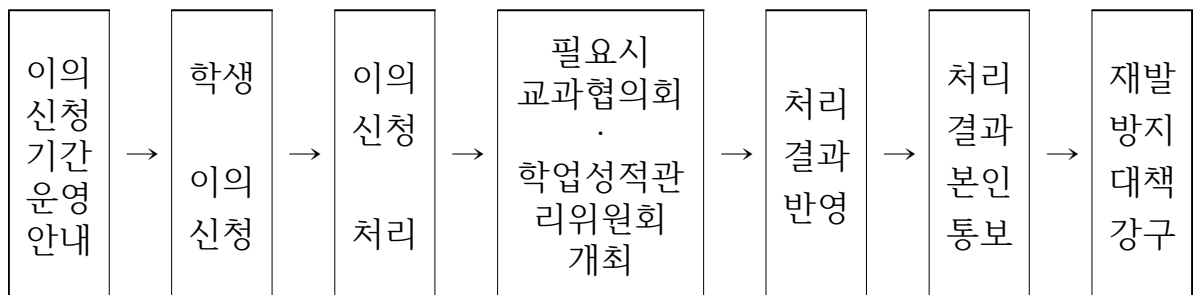 이의
신청
기간
운영
안내
→
학생
이의
신청
→
이의
신청
처리
→
필요시
교과협의회
·
학업성적관
리위원회
개최
→
처리
결과
반영
→
처리
결과
본인
통보
→
재발
방지
대책
강구